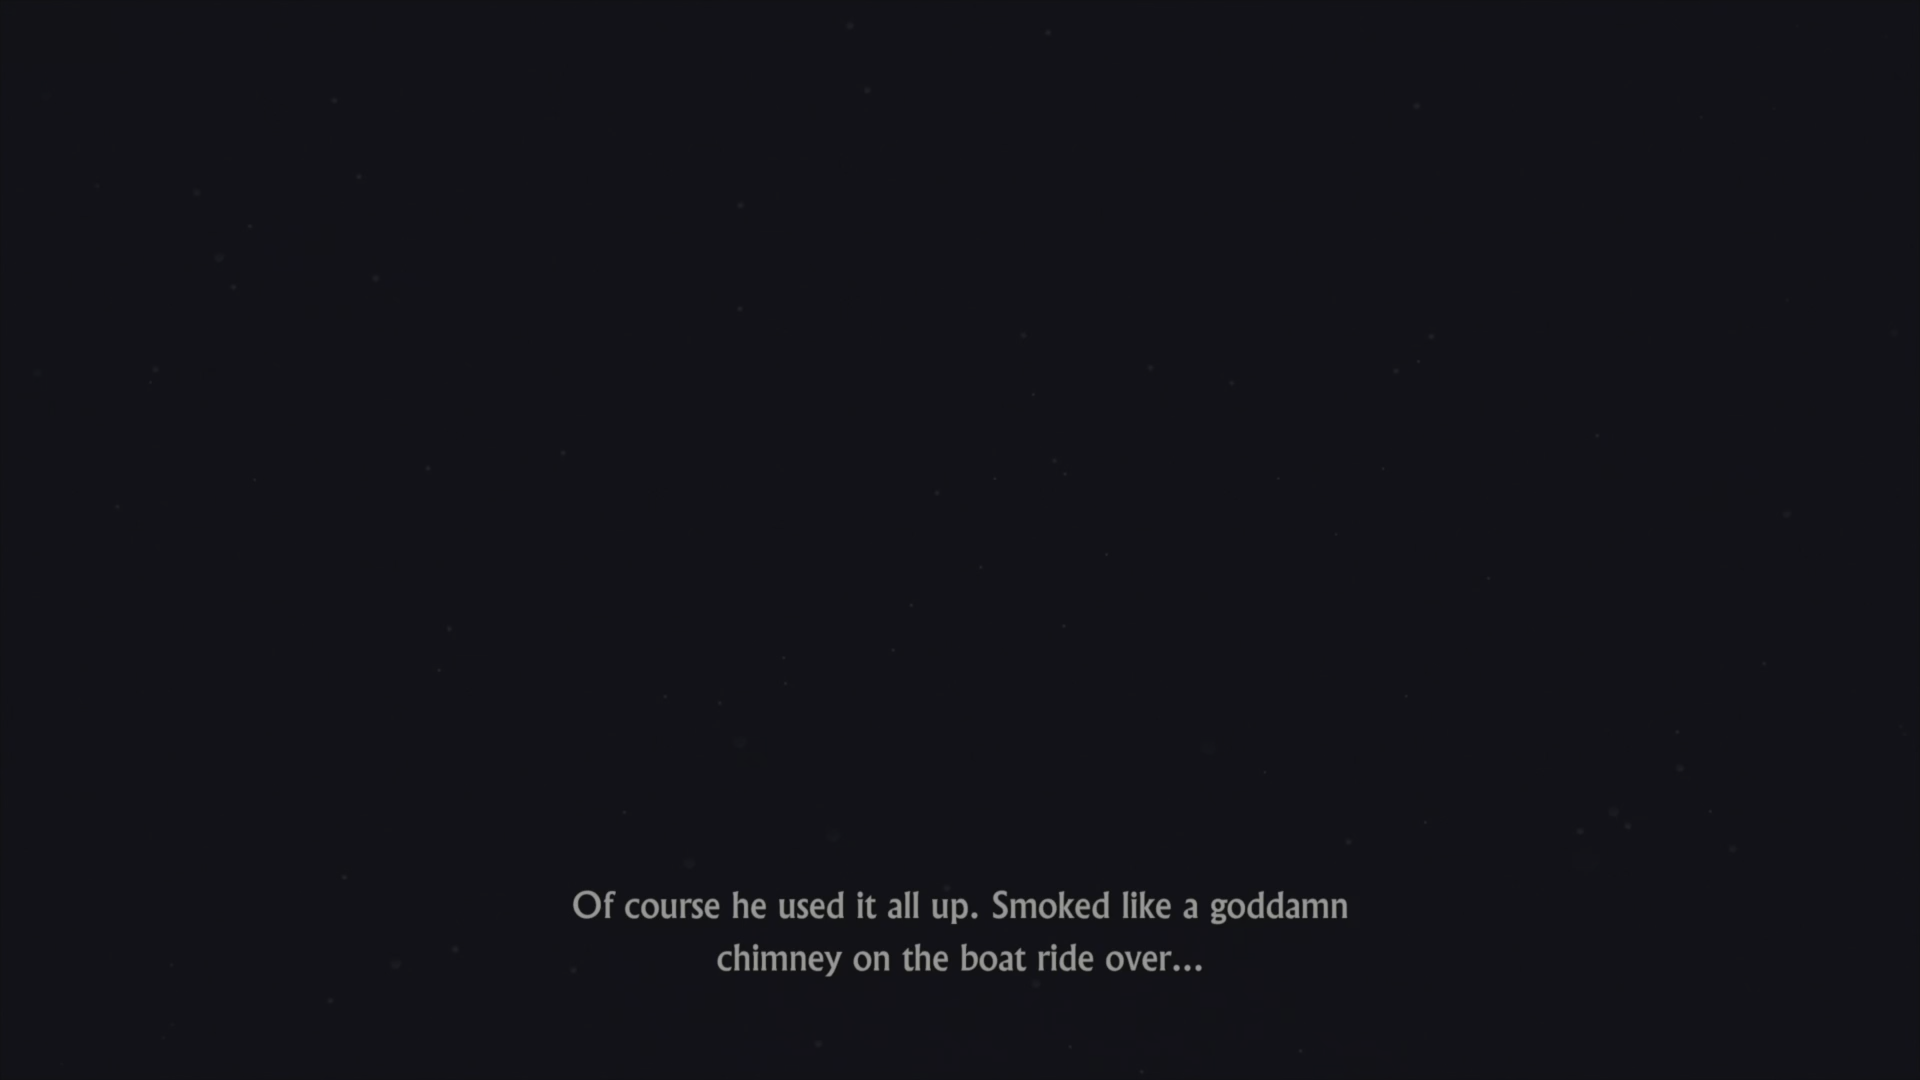 Of course he used it all up. Smoked like a goddamn
chimney on the boat ride over...